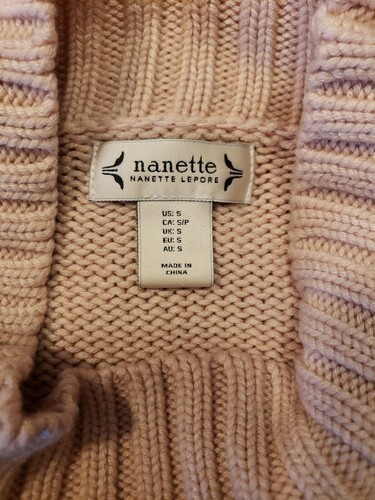 nanette
NANETTE LEPORE
US: S
CA: S/P
UK: S
EU: S
AU: S
MADE IN
CHINA